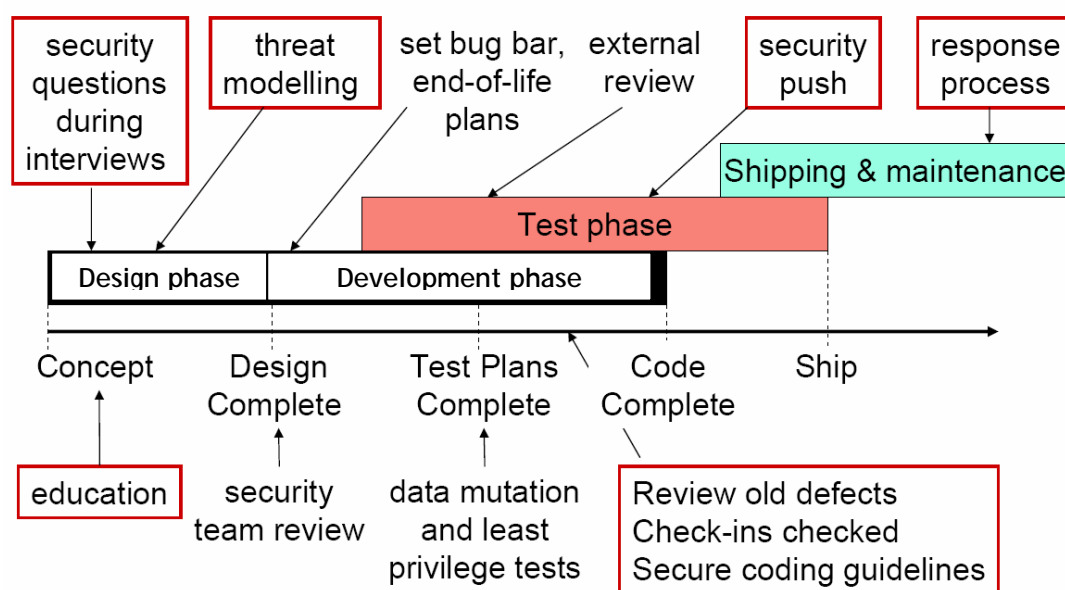 security
questions
during
interviews
threat
modelling
set bug bar,
end-of-life
plans
external
review
security
push
response
process
Shipping & maintenance
Test phase
Design phase
Development phase
Concept
Design
Complete
Test Plans
Complete
Code
Complete
Ship
education
security
team review
data mutation
and least
privilege tests
Review old defects
Check-ins checked
Secure coding guidelines